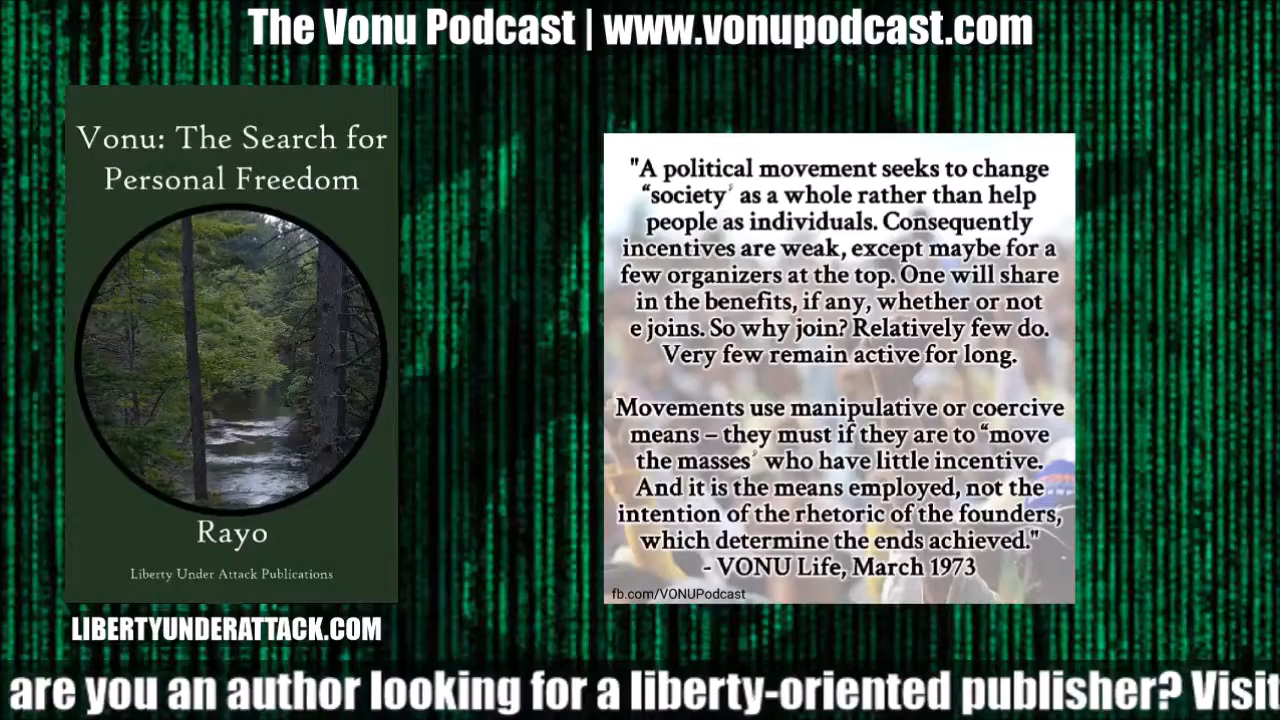 The Vonu Podcast | www.vonupodcast.com
Vonu: The Search for
Personal Freedom
Rayo
Liberty Under Attack Publications
LIBERTYUNDERATTACK.COM
"A political movement seeks to change
“society’ as a whole rather than help
people as individuals. Consequently
incentives are weak, except maybe for a
few organizers at the top. One will share
in the benefits, if any, whether or not
e joins. So why join? Relatively few do.
Very few remain active for long.
Movements use manipulative or coercive
means – they must if they are to “move
the masses’ who have little incentive.
And it is the means employed, not the
intention of the rhetoric of the founders,
which determine the ends achieved."
- VONU Life, March 1973
fb.com/VONUPodcast
are you an author looking for a liberty-oriented publisher? Visit